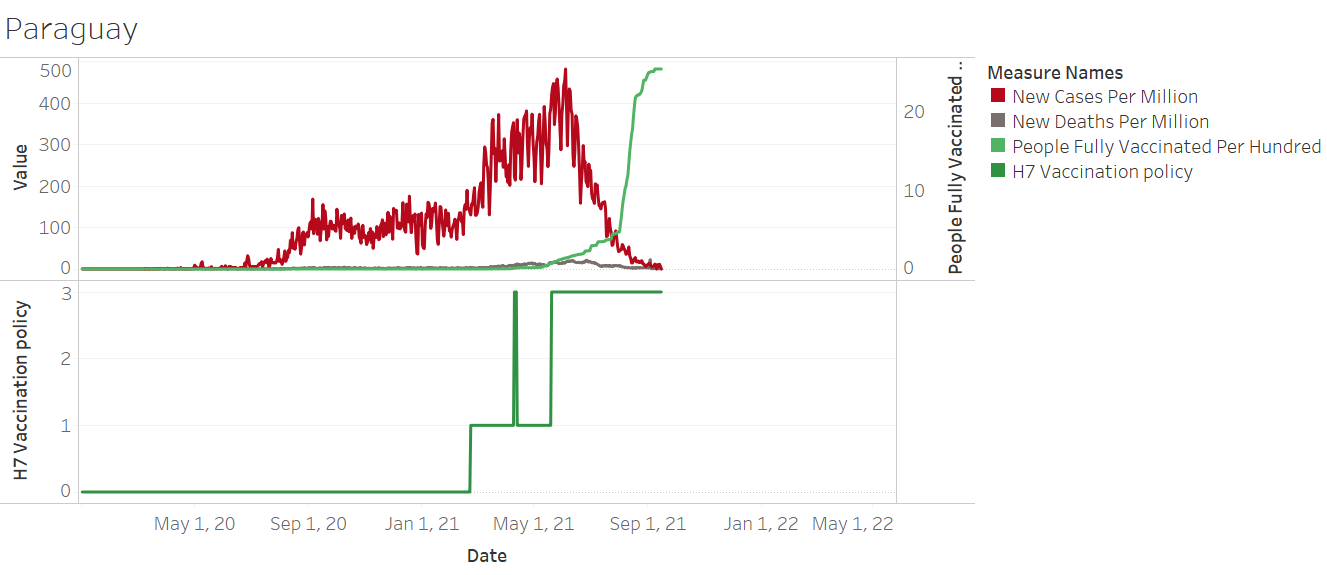 Paraguay
500
400
300
200
100
0
Value
20
10
0
People Fully Vaccinated ..
Measure Names
New Cases Per Million
New Deaths Per Million
People Fully Vaccinated Per Hundred
H7 Vaccination policy
3
2
1
0
H7 Vaccination policy
May 1, 20 Sep 1, 20 Jan 1, 21 May 1, 21 Sep 1, 21 Jan 1, 22 May 1, 22
Date